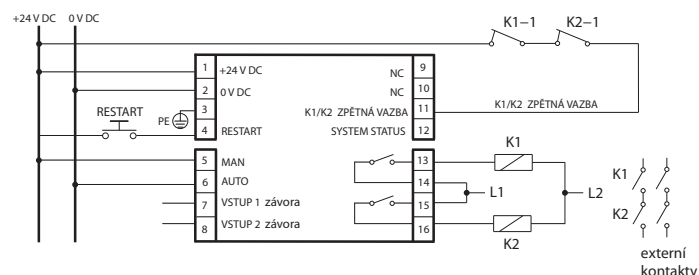 +24 V DC
0 V DC
K1–1
K2–1
1
+24 V DC
9
NC
2
0 V DC
10
NC
RESTART
3
PE
11
K1/K2 ZPĚTNÁ VAZBA
K1/K2 ZPĚTNÁ VAZBA
4
RESTART
12
SYSTEM STATUS
5
MAN
13
K1
6
AUTO
14
L1
L2
7
VSTUP 1 závora
15
8
VSTUP 2 závora
16
K2
K1
K2
externí
kontakty